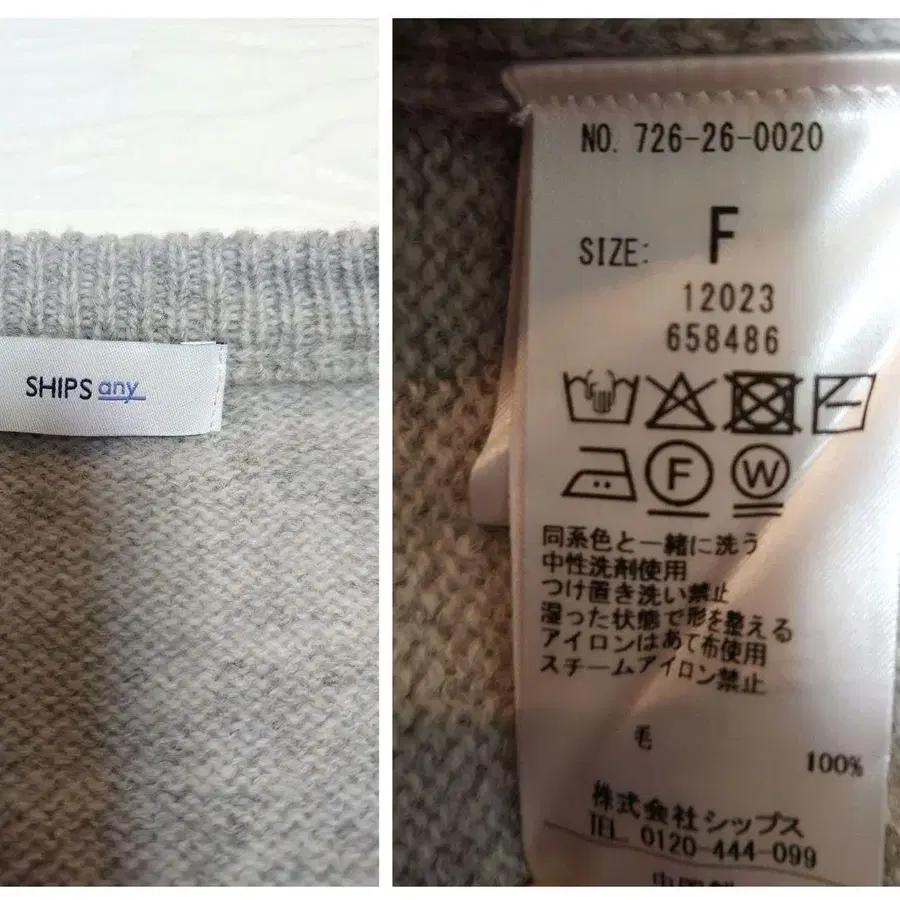 SHIPS any
NO. 726-26-0020
SIZE: F
12023
658486
F W
同系色と一緒に洗う
中性洗剤使用
つけ置き洗い禁止
湿った状態で形を整える
アイロンはあて布使用
スチームアイロン禁止
毛 100%
株式会社シップス
TEL. 0120-444-099